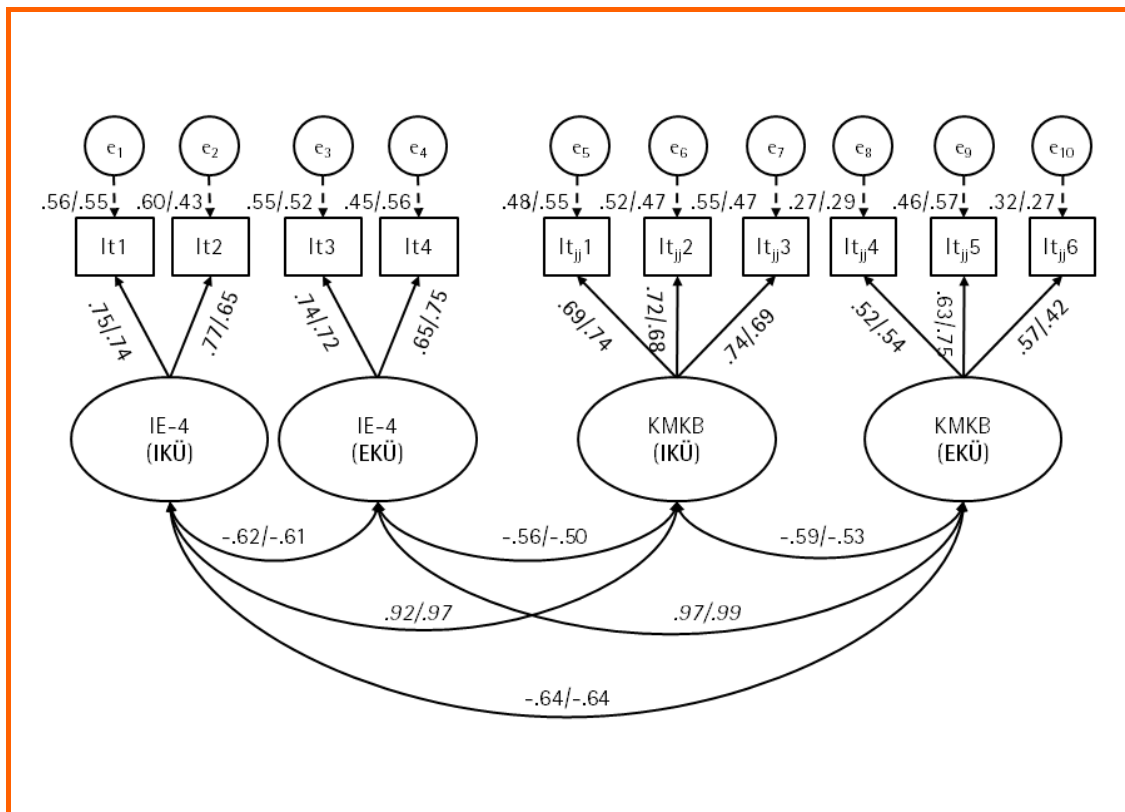 e1 e2 e3 e4 e5 e6 e7 e8 e9 e10
.56/.55 .60/.43 .55/.52 .45/.56 .48/.55 .52/.47 .55/.47 .27/.29 .46/.57 .32/.27
It1 It2 It3 It4 Itjj1 Itjj2 Itjj3 Itjj4 Itjj5 Itjj6
.75/.74 .77/.65 .74/.72 .65/.75 .69/.74 .72/.68 .74/.69 .52/.54 .63/.75 .57/.42
IE-4 IE-4 KMKB KMKB
(IKÜ) (EKÜ) (IKÜ) (EKÜ)
-.62/-.61 -.56/-.50 -.59/-.53
.92/.97 .97/.99
-.64/-.64